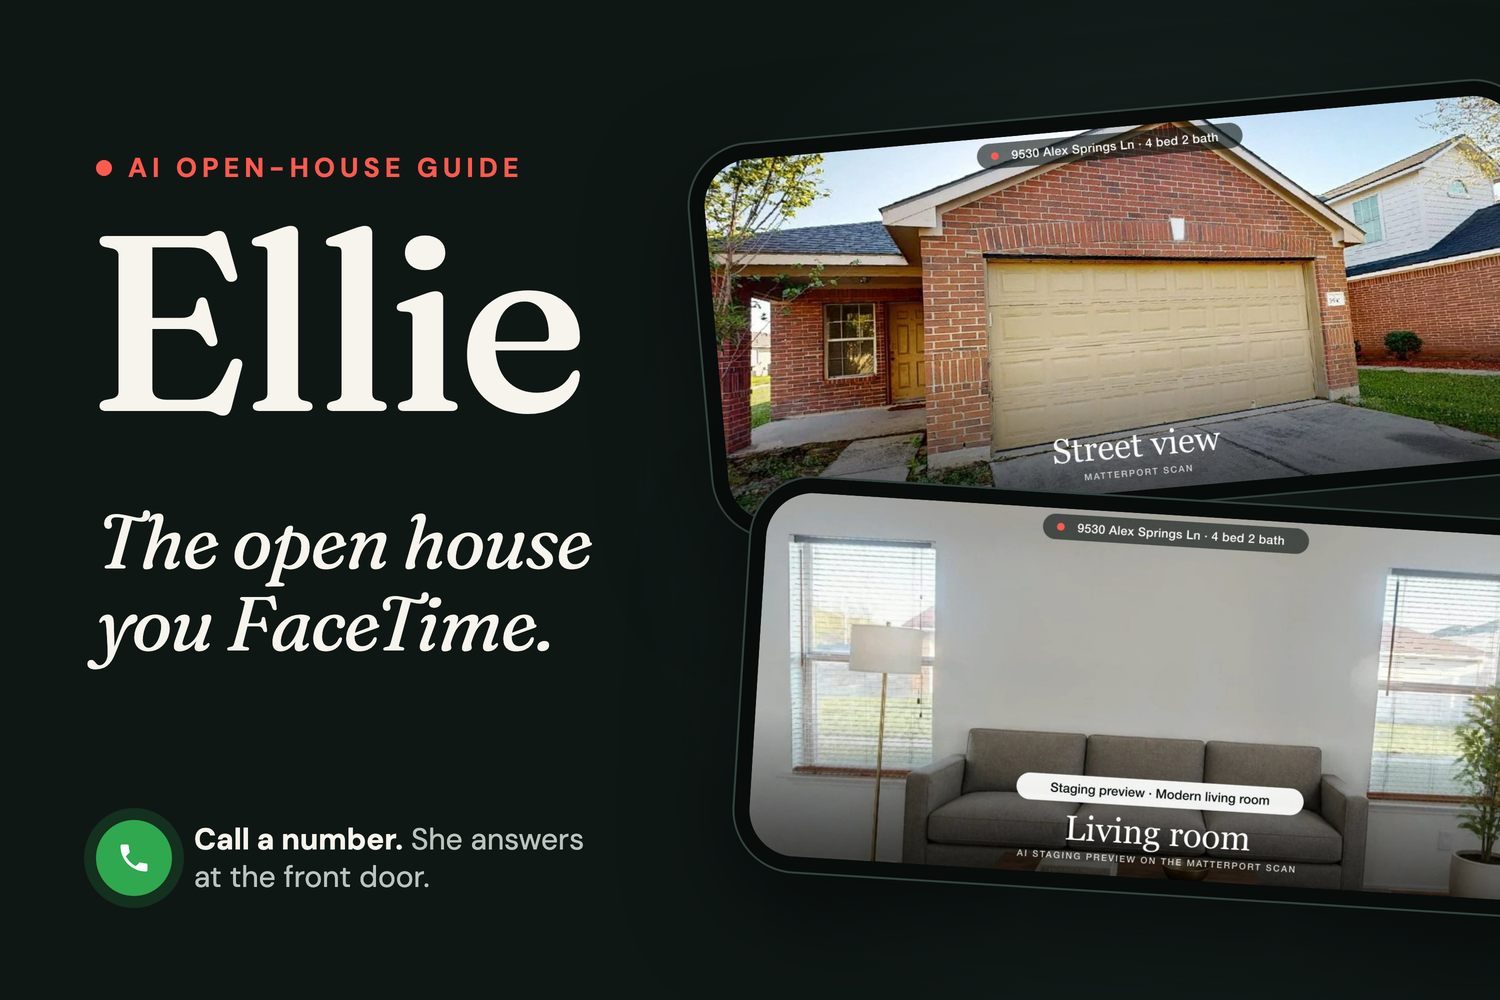 AI OPEN-HOUSE GUIDE
Ellie
The open house
you FaceTime.
Call a number. She answers
at the front door.
9530 Alex Springs Ln · 4 bed 2 bath
Street view
MATTERPORT SCAN
9530 Alex Springs Ln · 4 bed 2 bath
Staging preview · Modern living room
Living room
AI STAGING PREVIEW ON THE MATTERPORT SCAN